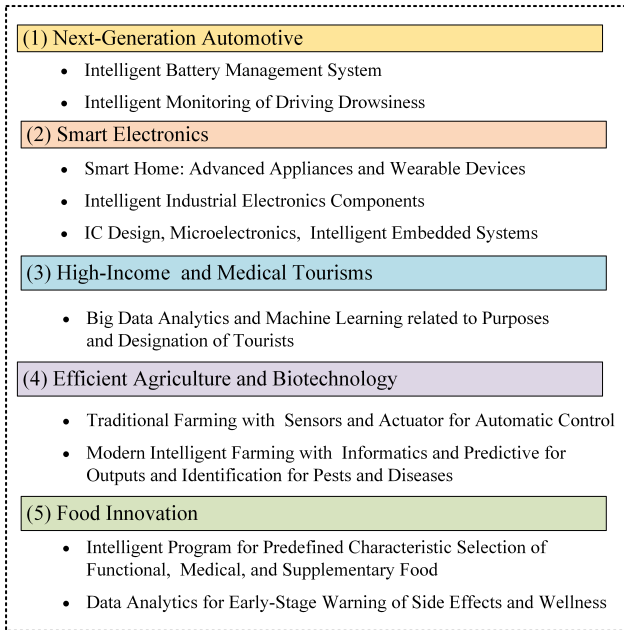 (1) Next-Generation Automotive
• Intelligent Battery Management System
• Intelligent Monitoring of Driving Drowsiness
(2) Smart Electronics
• Smart Home: Advanced Appliances and Wearable Devices
• Intelligent Industrial Electronics Components
• IC Design, Microelectronics, Intelligent Embedded Systems
(3) High-Income and Medical Tourisms
• Big Data Analytics and Machine Learning related to Purposes
and Designation of Tourists
(4) Efficient Agriculture and Biotechnology
• Traditional Farming with Sensors and Actuator for Automatic Control
• Modern Intelligent Farming with Informatics and Predictive for
Outputs and Identification for Pests and Diseases
(5) Food Innovation
• Intelligent Program for Predefined Characteristic Selection of
Functional, Medical, and Supplementary Food
• Data Analytics for Early-Stage Warning of Side Effects and Wellness